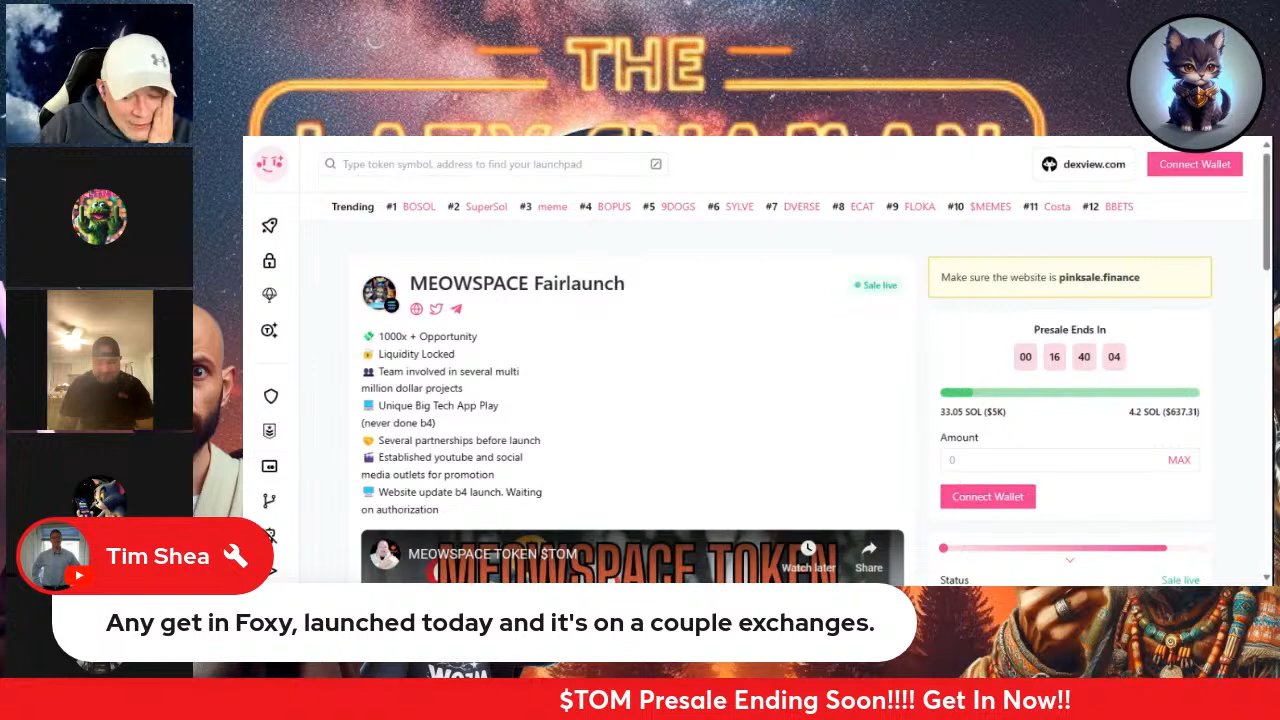 THE
LAZY SHAMAN
Type token symbol, address to find your launchpad
dexview.com
Connect Wallet
Trending #1 BOSOL #2 SuperSol #3 meme #4 BOPUS #5 9DOGS #6 SYLVE #7 DVERSE #8 ECAT #9 FLOKA #10 $MEMES #11 Costa #12 BBETS
MEOWSPACE Fairlaunch
Sale live
💸 1000x + Opportunity
💰 Liquidity Locked
👥 Team involved in several multi
million dollar projects
💻 Unique Big Tech App Play
(never done b4)
🤝 Several partnerships before launch
🎬 Established youtube and social
media outlets for promotion
💻 Website update b4 launch. Waiting
on authorization
MEOWSPACE TOKEN $TOM
MEOWSPACE TOKEN
Watch later
Share
Make sure the website is pinksale.finance
Presale Ends In
00 16 40 04
33.05 SOL ($5K) 4.2 SOL ($637.31)
Amount
0 MAX
Connect Wallet
Status Sale live
Tim Shea
Any get in Foxy, launched today and it's on a couple exchanges.
$TOM Presale Ending Soon!!!! Get In Now!!